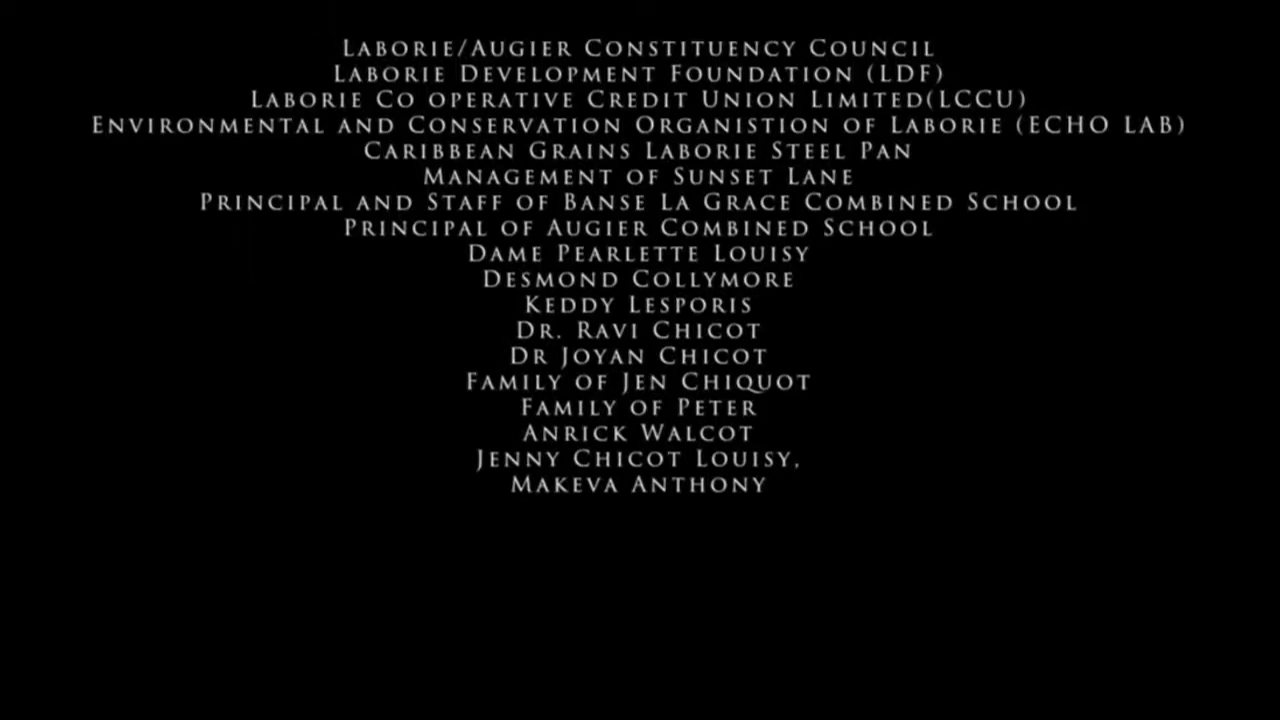 Laborie/Augier Constituency Council
Laborie Development Foundation (LDF)
Laborie Co operative Credit Union Limited(LCCU)
Environmental and Conservation Organistion of Laborie (ECHO LAB)
Caribbean Grains Laborie Steel Pan
Management of Sunset Lane
Principal and Staff of Banse La Grace Combined School
Principal of Augier Combined School
Dame Pearlette Louisy
Desmond Collymore
Keddy Lesporis
Dr. Ravi Chicot
Dr Joyan Chicot
Family of Jen Chiquot
Family of Peter
Anrick Walcot
Jenny Chicot Louisy,
Makeva Anthony